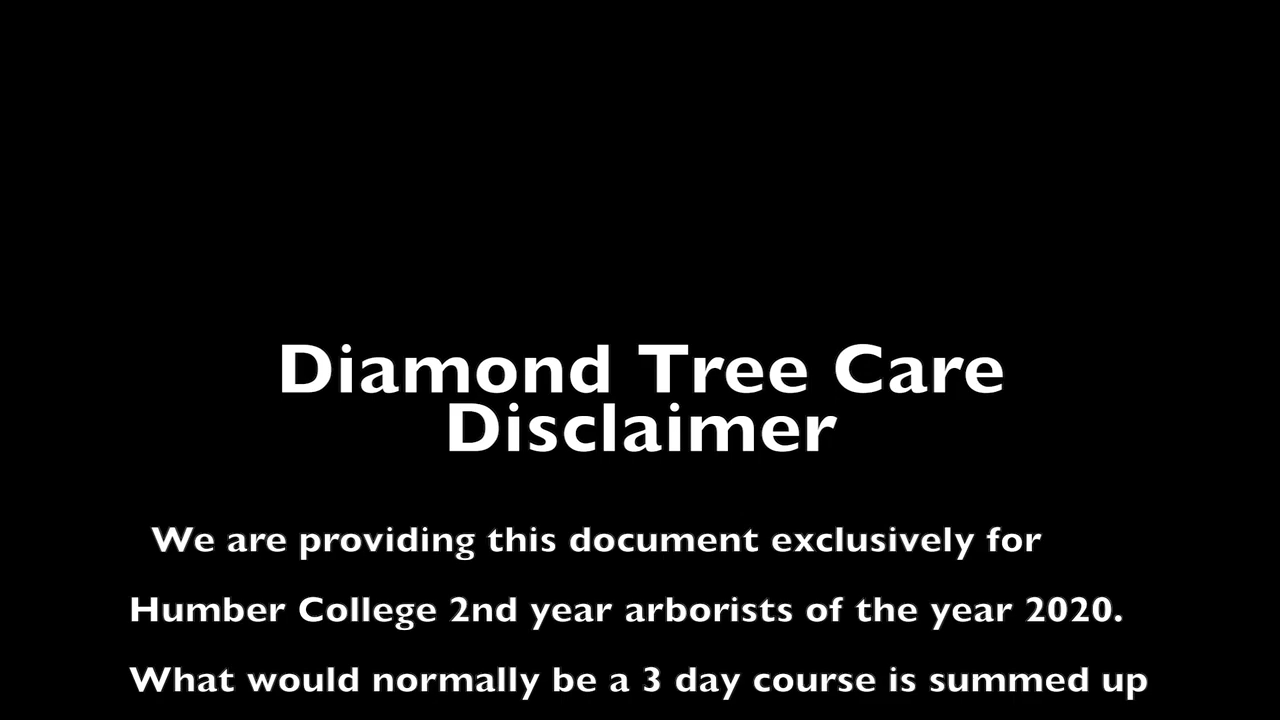 Diamond Tree Care
Disclaimer
We are providing this document exclusively for
Humber College 2nd year arborists of the year 2020.
What would normally be a 3 day course is summed up